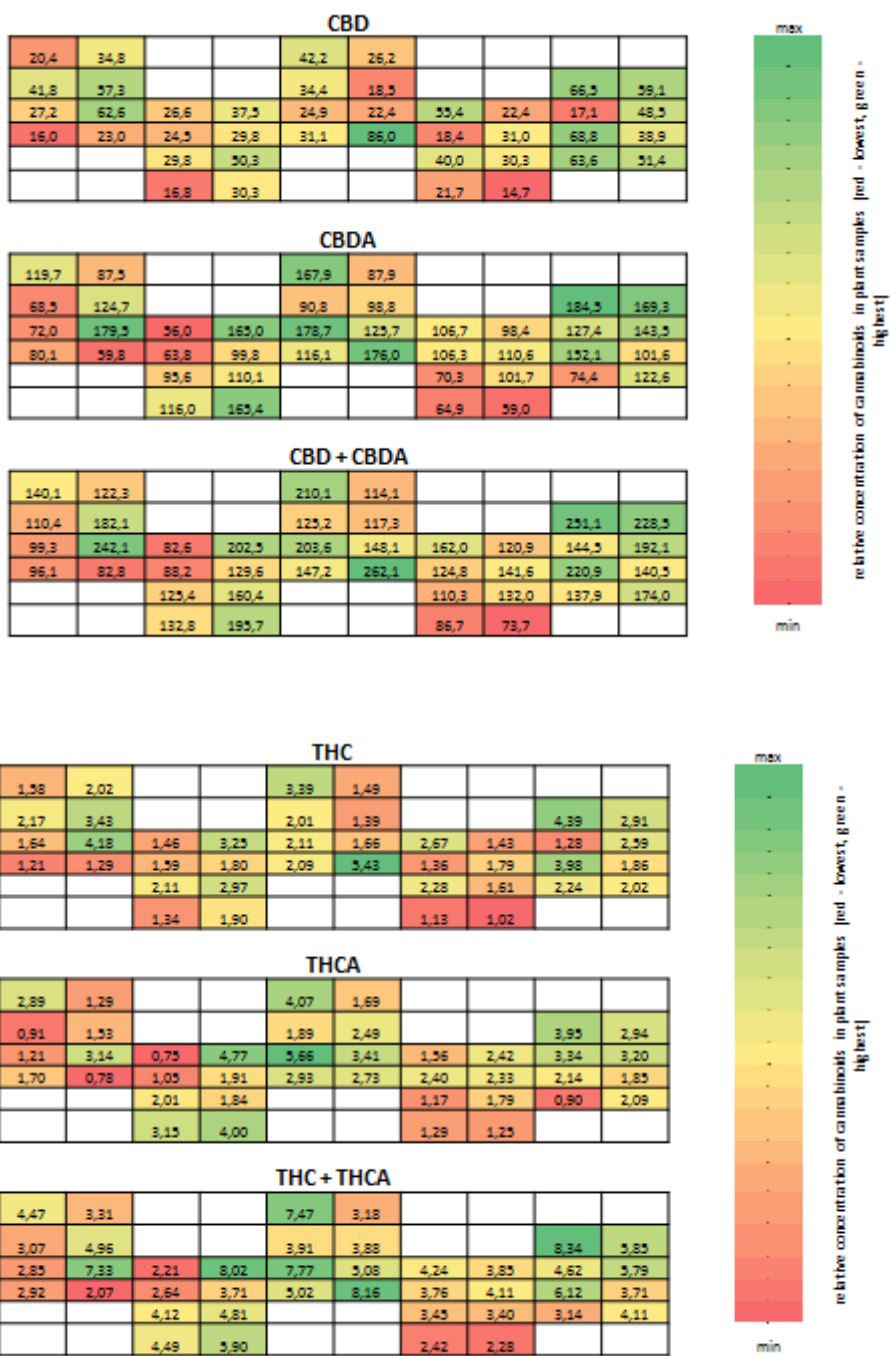 CBD
20,4 34,8 42,2 26,2
41,8 57,3 34,4 18,5 66,5 59,1
27,2 62,6 26,6 37,5 24,9 22,4 55,4 22,4 17,1 48,5
16,0 23,0 24,5 29,8 31,1 86,0 18,4 31,0 68,8 38,9
29,8 50,3 40,0 30,3 63,6 51,4
16,8 30,3 21,7 14,7
CBDA
119,7 87,5 167,9 87,9
68,5 124,7 90,8 98,8 184,5 169,3
72,0 179,5 56,0 165,0 178,7 125,7 106,7 98,4 127,4 143,5
80,1 59,8 63,8 99,8 116,1 176,0 106,3 110,6 152,1 101,6
95,6 110,1 70,3 101,7 74,4 122,6
116,0 165,4 64,9 59,0
CBD + CBDA
140,1 122,3 210,1 114,1
110,4 182,1 125,2 117,3 251,1 228,5
99,3 242,1 82,6 202,5 203,6 148,1 162,0 120,9 144,5 192,1
96,1 82,8 88,2 129,6 147,2 262,1 124,8 141,6 220,9 140,5
125,4 160,4 110,3 132,0 137,9 174,0
132,8 195,7 86,7 73,7
max
min
relative concentration of cannabinoids in plant samples [red - lowest, green -
highest]
THC
1,58 2,02 3,39 1,49
2,17 3,43 2,01 1,39 4,39 2,91
1,64 4,18 1,46 3,25 2,11 1,66 2,67 1,43 1,28 2,59
1,21 1,29 1,59 1,80 2,09 5,43 1,36 1,79 3,98 1,86
2,11 2,97 2,28 1,61 2,24 2,02
1,34 1,90 1,13 1,02
THCA
2,89 1,29 4,07 1,69
0,91 1,53 1,89 2,49 3,95 2,94
1,21 3,14 0,75 4,77 5,66 3,41 1,56 2,42 3,34 3,20
1,70 0,78 1,05 1,91 2,93 2,73 2,40 2,33 2,14 1,85
2,01 1,84 1,17 1,79 0,90 2,09
3,15 4,00 1,29 1,25
THC + THCA
4,47 3,31 7,47 3,18
3,07 4,96 3,91 3,88 8,34 5,85
2,85 7,33 2,21 8,02 7,77 5,08 4,24 3,85 4,62 5,79
2,92 2,07 2,64 3,71 5,02 8,16 3,76 4,11 6,12 3,71
4,12 4,81 3,45 3,40 3,14 4,11
4,49 5,90 2,42 2,28
max
min
relative concentration of cannabinoids in plant samples [red - lowest, green -
highest]